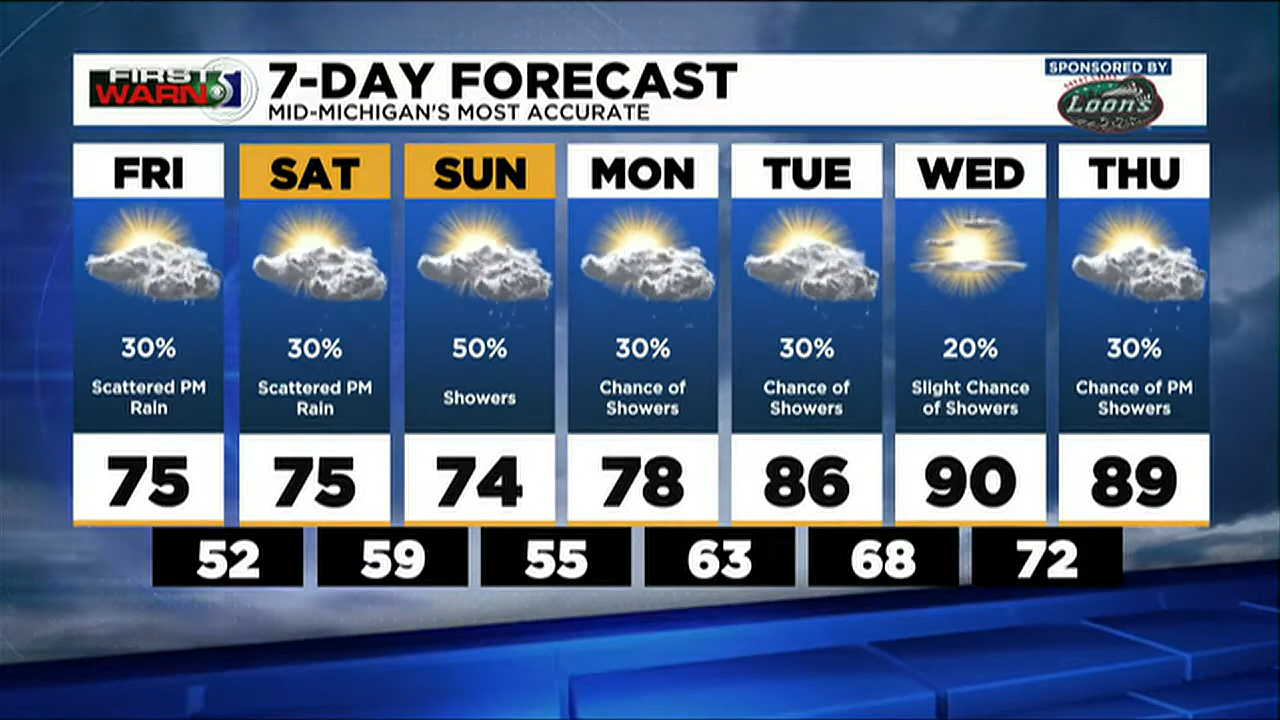 FIRST
WARN 5
7-DAY FORECAST
MID-MICHIGAN'S MOST ACCURATE
SPONSORED BY
Loons
FRI SAT SUN MON TUE WED THU
30% 30% 50% 30% 30% 20% 30%
Scattered PM Scattered PM Showers Chance of Chance of Slight Chance Chance of PM
Rain Rain Showers Showers of Showers Showers
75 75 74 78 86 90 89
52 59 55 63 68 72